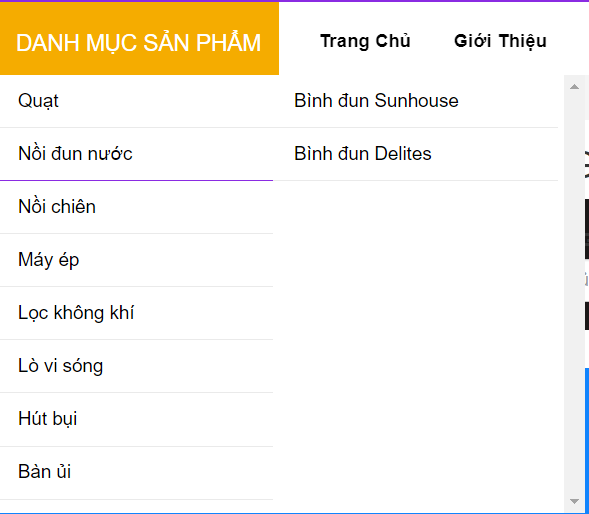 DANH MỤC SẢN PHẨM
Trang Chủ
Giới Thiệu
Quạt
Bình đun Sunhouse
Nồi đun nước
Bình đun Delites
Nồi chiên
Máy ép
Lọc không khí
Lò vi sóng
Hút bụi
Bàn ủi